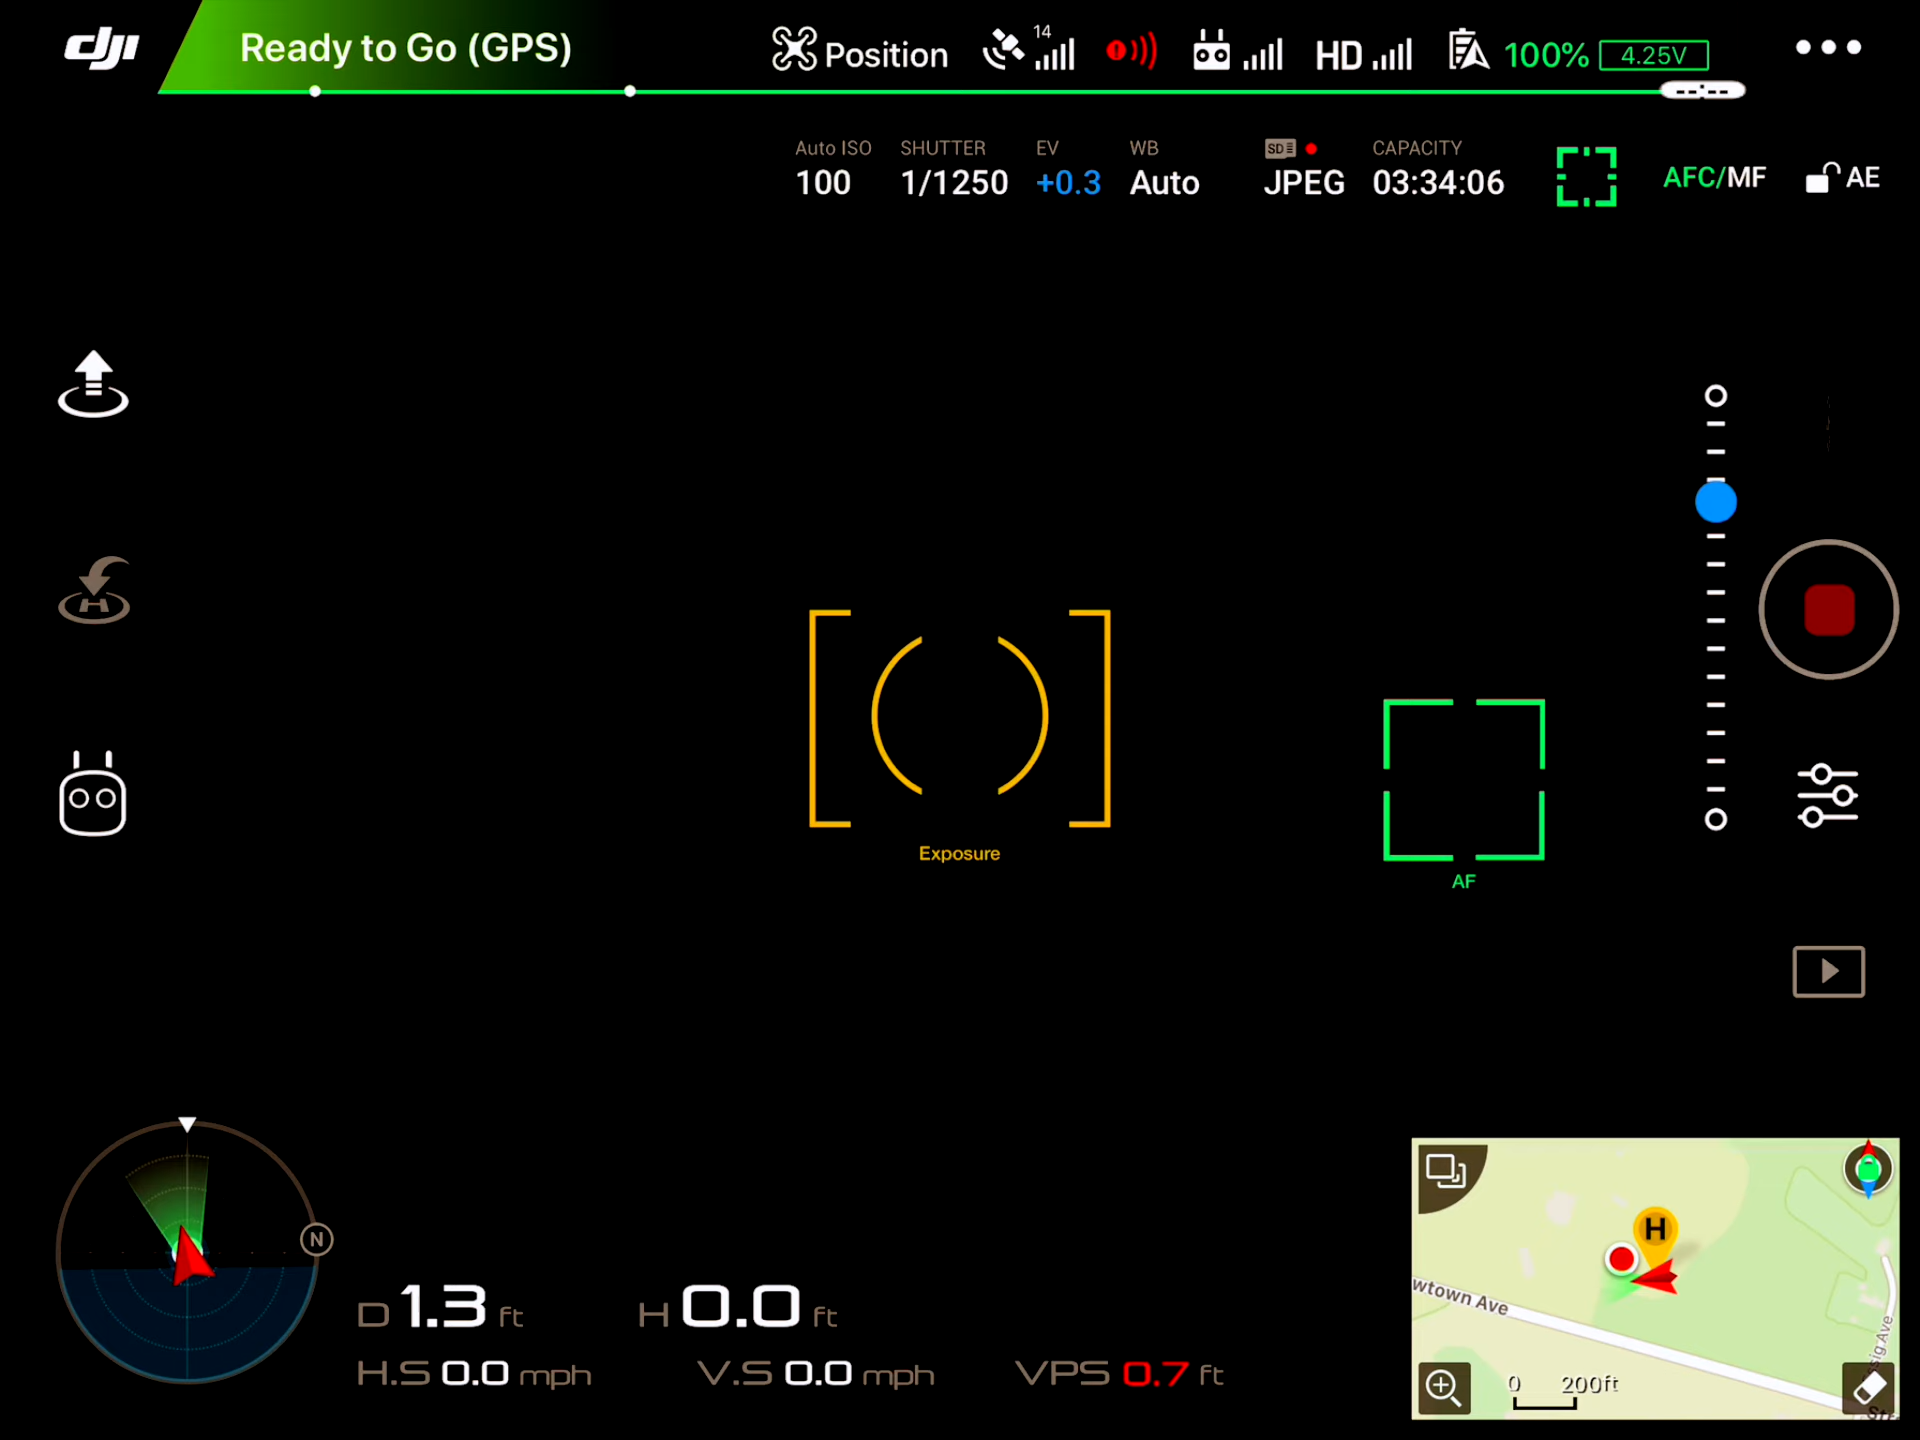 dji
Ready to Go (GPS)
Position
14
HD
100%
4.25V
Auto ISO
100
SHUTTER
1/1250
EV
+0.3
WB
Auto
SD
JPEG
CAPACITY
03:34:06
AFC/MF
AE
Exposure
AF
N
D 1.3 ft
H 0.0 ft
H.S 0.0 mph
V.S 0.0 mph
VPS 0.7 ft
H
wtown Ave
sig Ave
0 200ft